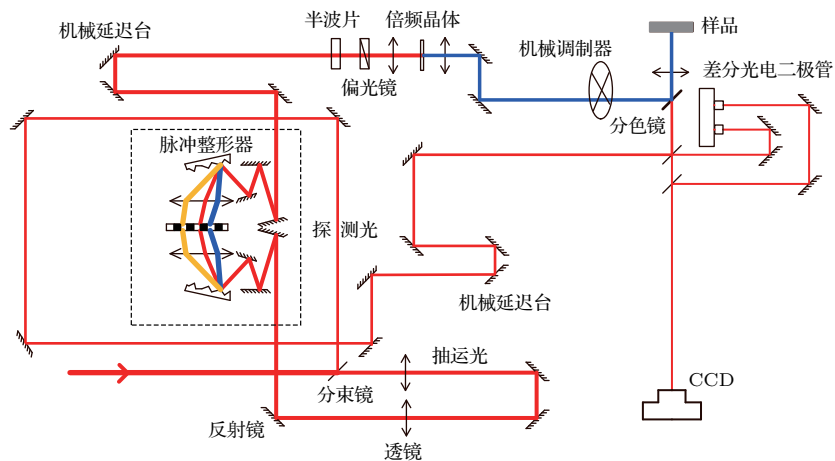 机械延迟台
半波片
倍频晶体
偏光镜
机械调制器
样品
差分光电二极管
分色镜
脉冲整形器
探测光
机械延迟台
抽运光
分束镜
反射镜
透镜
CCD